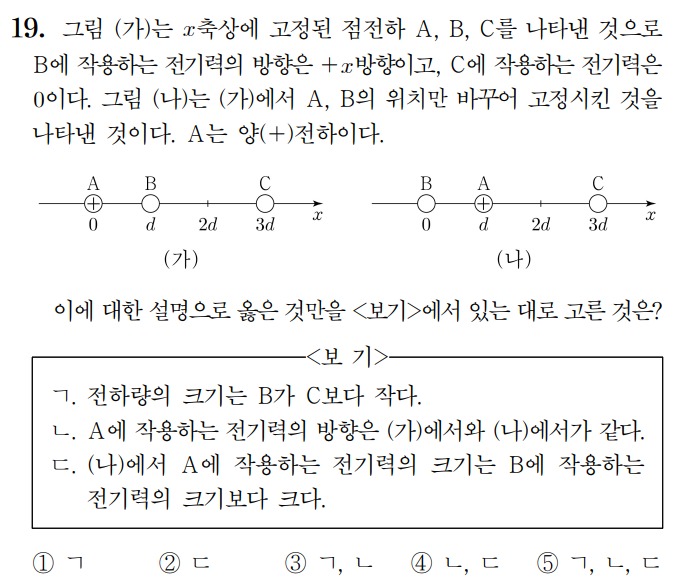 19. 그림 (가)는 x축상에 고정된 점전하 A, B, C를 나타낸 것으로
B에 작용하는 전기력의 방향은 +x방향이고, C에 작용하는 전기력은
0이다. 그림 (나)는 (가)에서 A, B의 위치만 바꾸어 고정시킨 것을
나타낸 것이다. A는 양(+)전하이다.
A B C
+
0 d 2d 3d x
(가)
B A C
+
0 d 2d 3d x
(나)
이에 대한 설명으로 옳은 것만을 <보기>에서 있는 대로 고른 것은?
<보 기>
ㄱ. 전하량의 크기는 B가 C보다 작다.
ㄴ. A에 작용하는 전기력의 방향은 (가)에서와 (나)에서가 같다.
ㄷ. (나)에서 A에 작용하는 전기력의 크기는 B에 작용하는
전기력의 크기보다 크다.
① ㄱ ② ㄷ ③ ㄱ, ㄴ ④ ㄴ, ㄷ ⑤ ㄱ, ㄴ, ㄷ